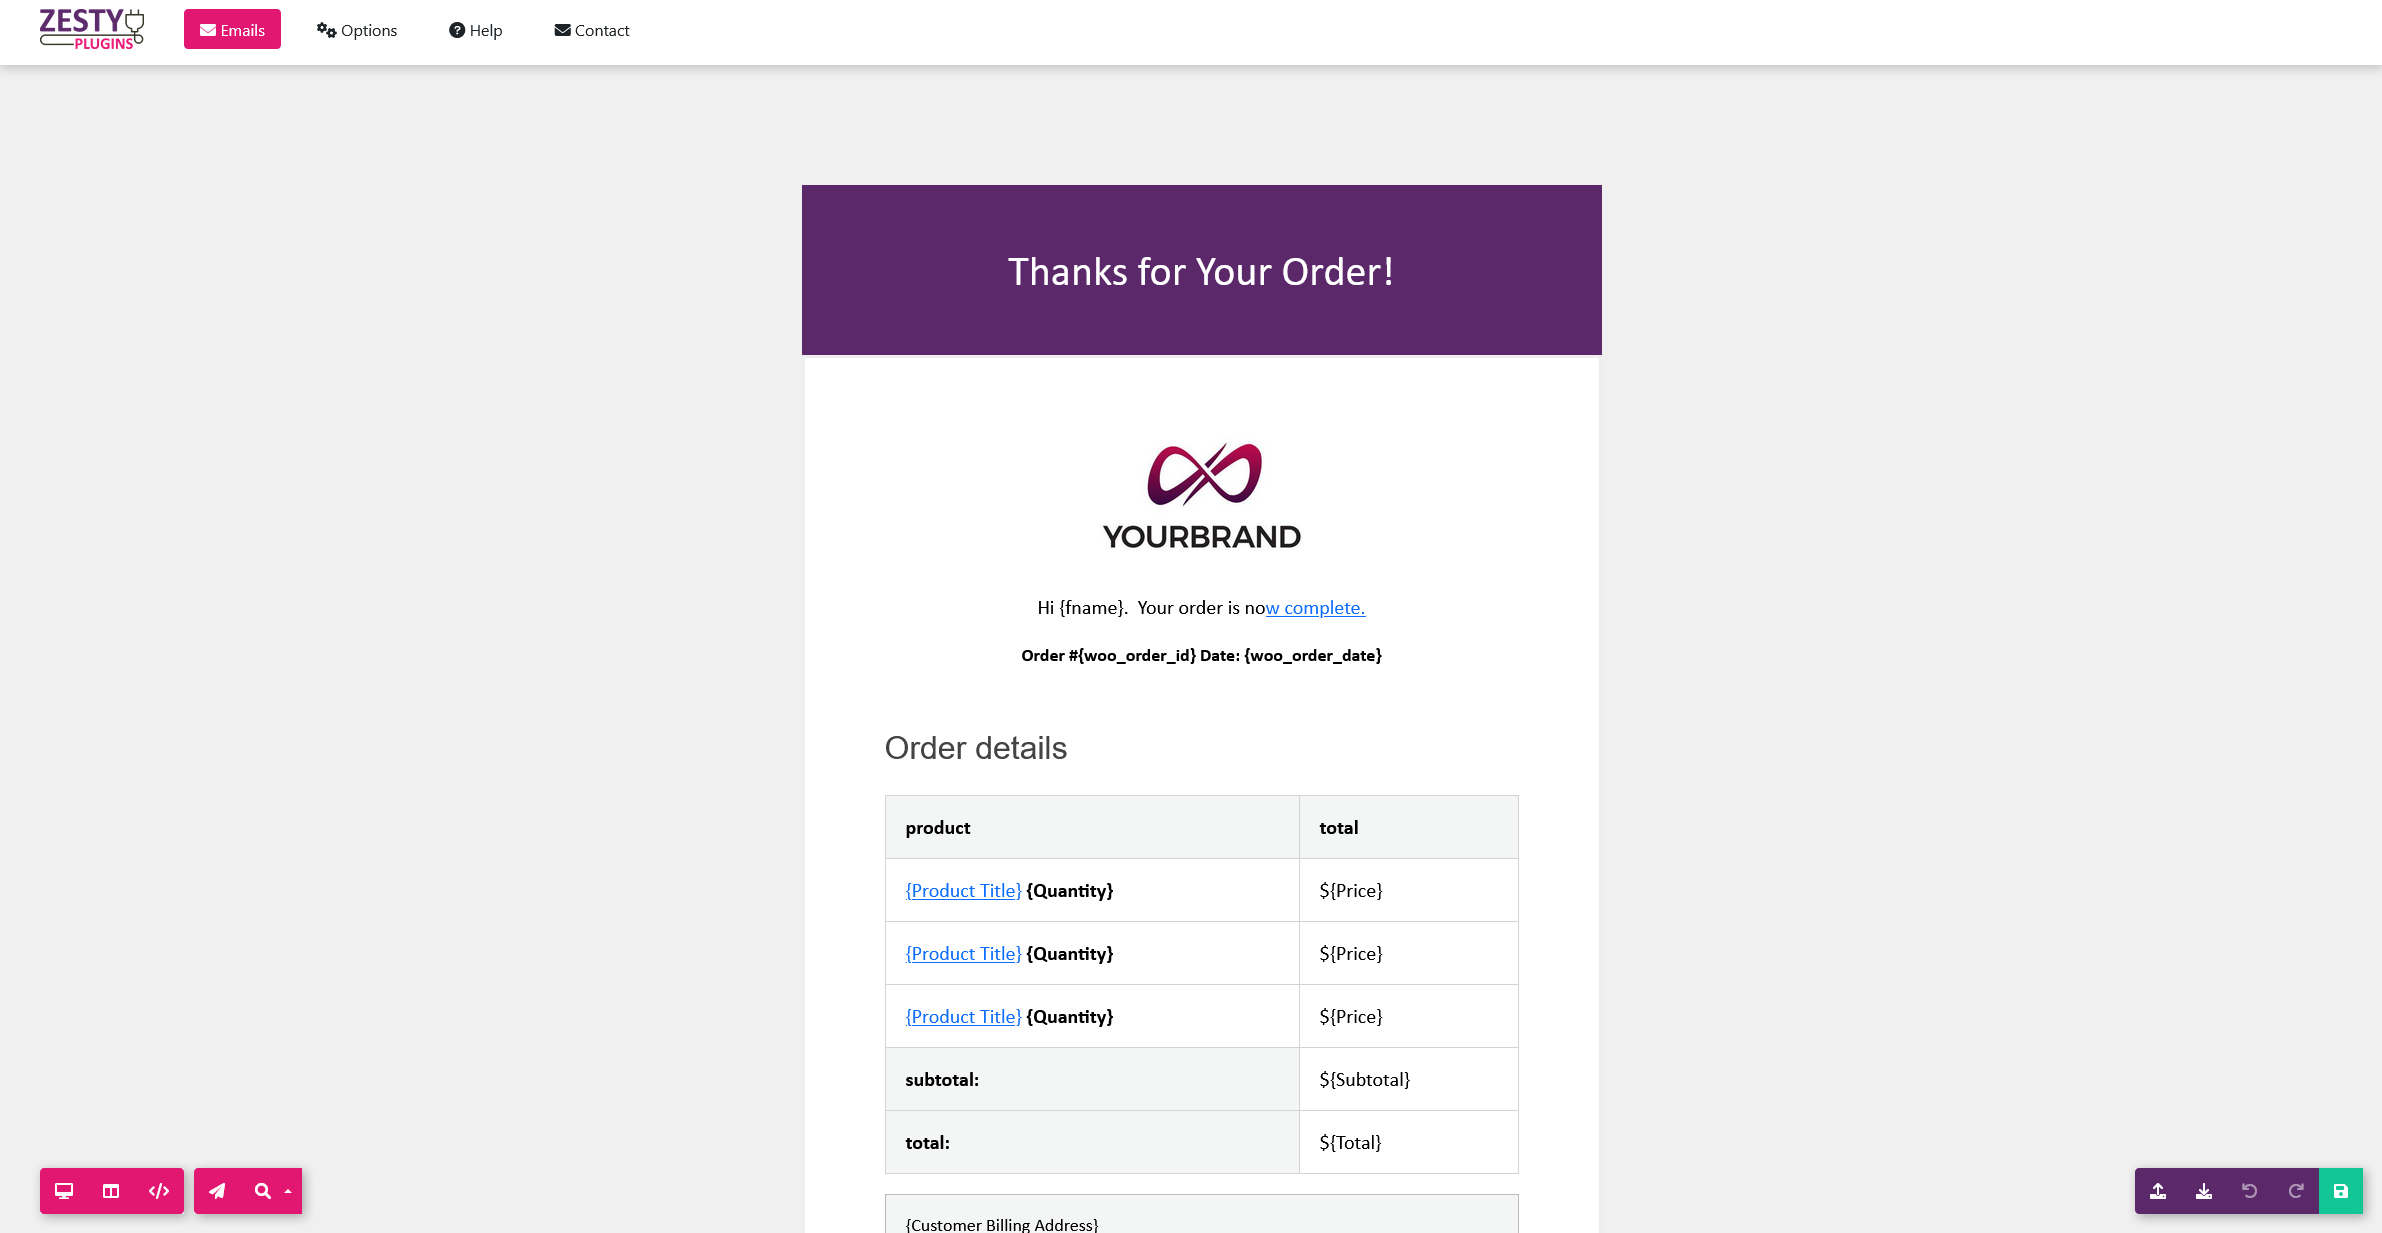 ZESTY
PLUGINS
Emails
Options
Help
Contact
Thanks for Your Order!
YOURBRAND
Hi {fname}.  Your order is now complete.
Order #{woo_order_id} Date: {woo_order_date}
Order details
product total
{Product Title} {Quantity} ${Price}
{Product Title} {Quantity} ${Price}
{Product Title} {Quantity} ${Price}
subtotal: ${Subtotal}
total: ${Total}
{Customer Billing Address}